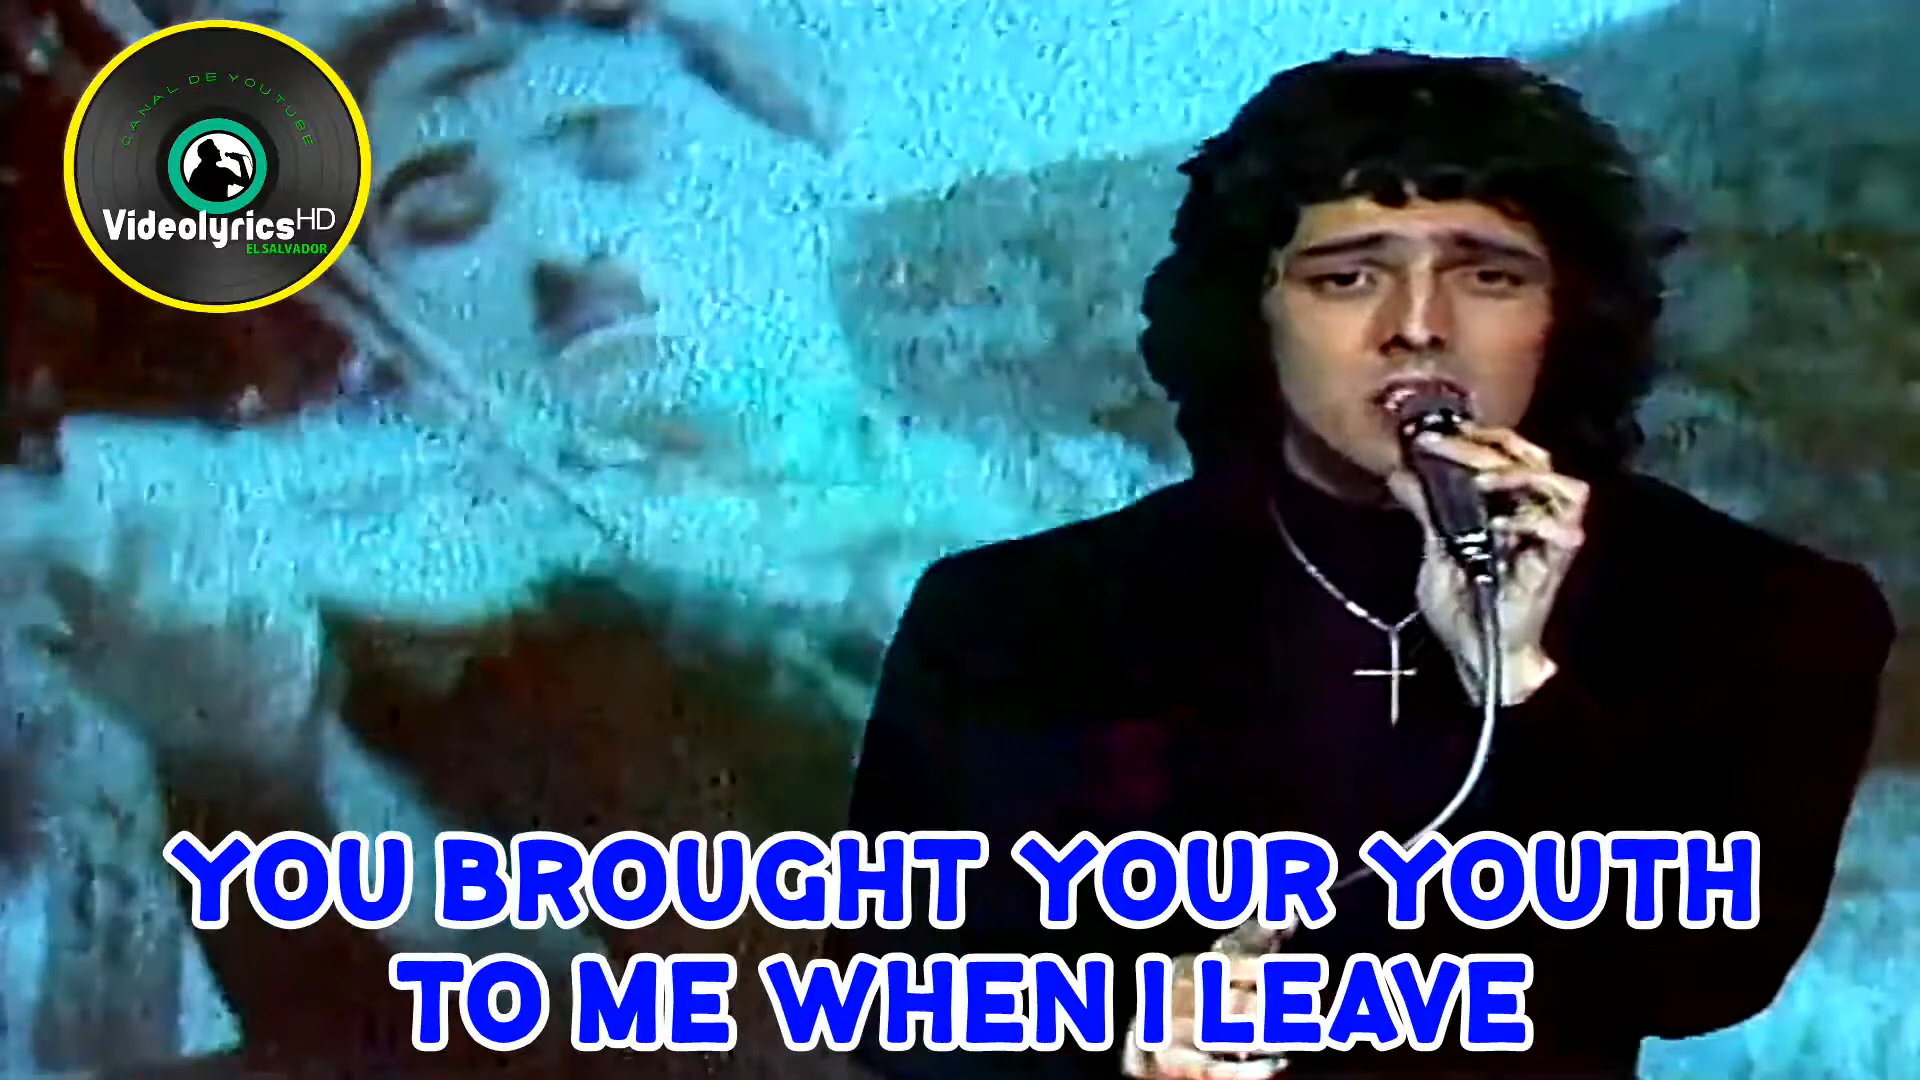 CANAL DE YOUTUBE
VideolyricsHD
EL SALVADOR
YOU BROUGHT YOUR YOUTH
TO ME WHEN I LEAVE